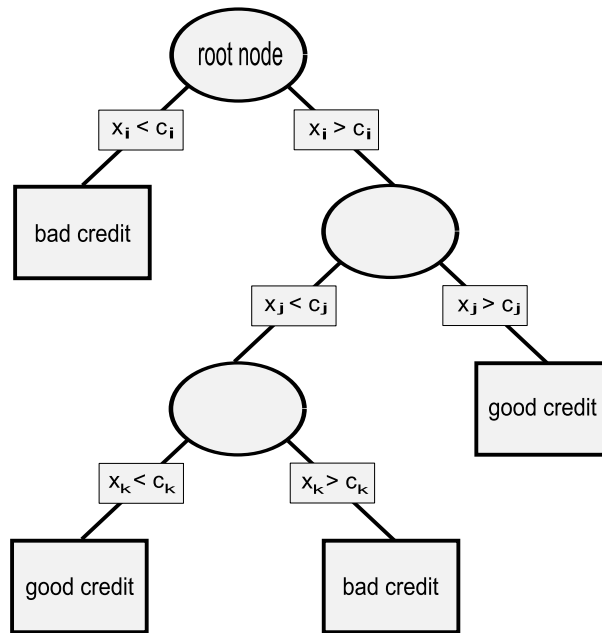 root node
xᵢ < cᵢ
xᵢ > cᵢ
bad credit
xⱼ < cⱼ
xⱼ > cⱼ
good credit
xₖ < cₖ
xₖ > cₖ
good credit
bad credit